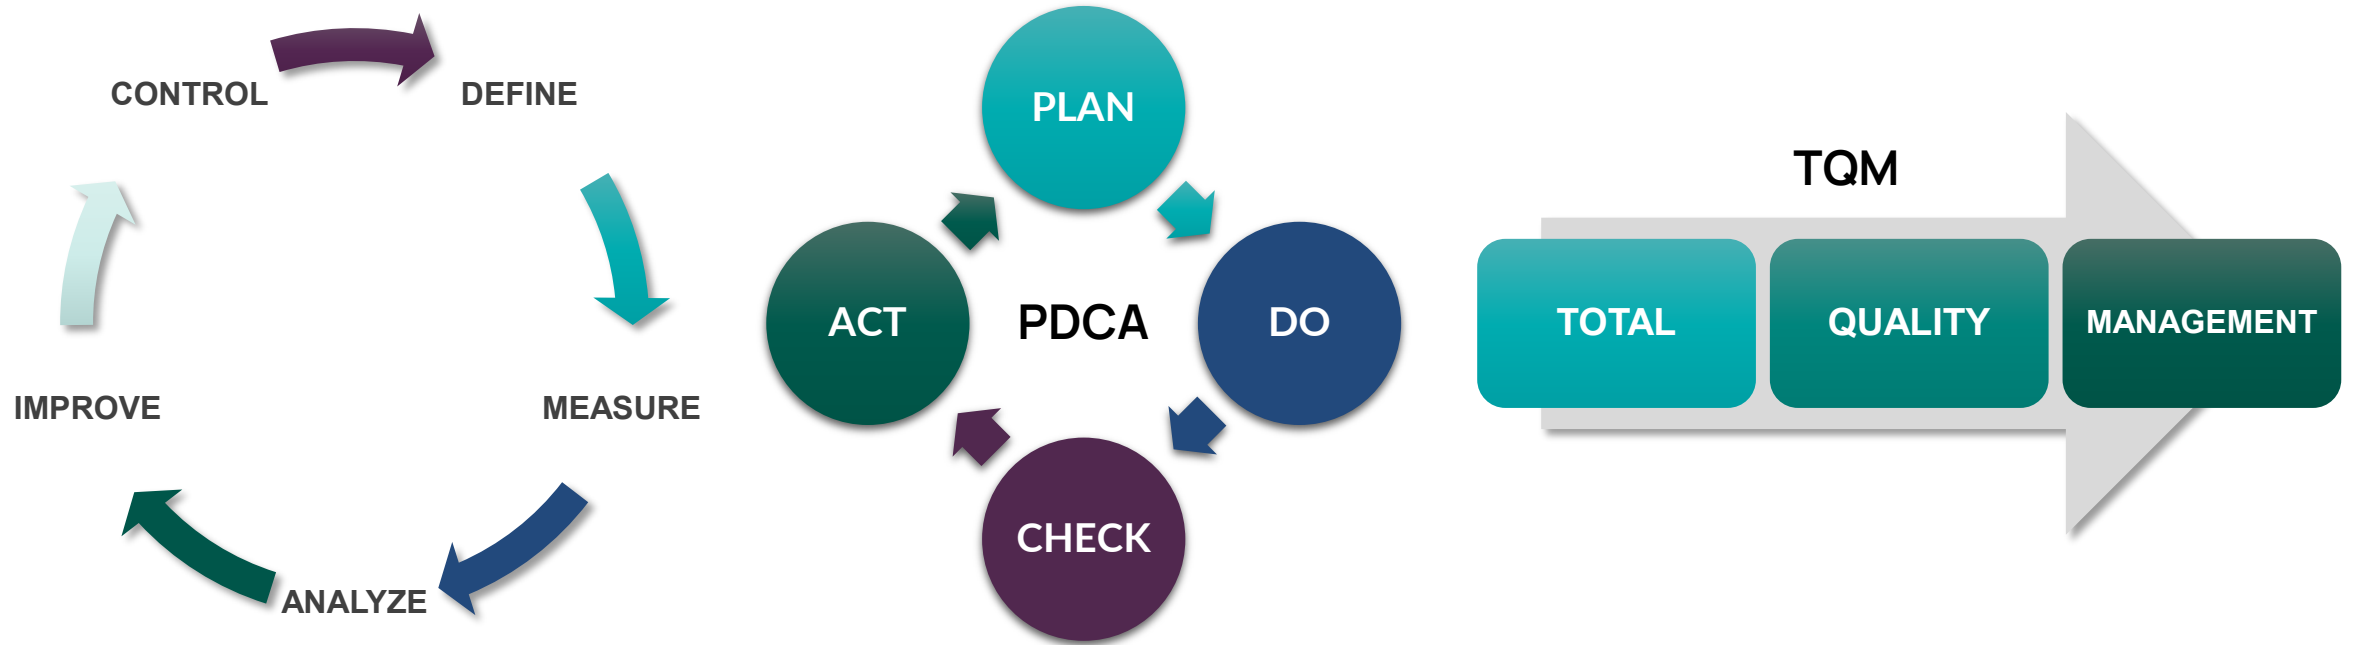 CONTROL
DEFINE
MEASURE
ANALYZE
IMPROVE
PLAN
DO
CHECK
ACT
PDCA
TQM
TOTAL
QUALITY
MANAGEMENT